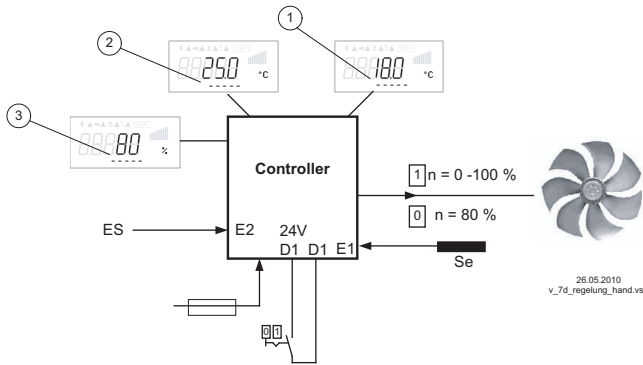 1
2
25.0 °C
18.0 °C
3
80 %
Controller
1 n = 0 -100 %
0 n = 80 %
ES
E2
24V
D1 D1 E1
Se
26.05.2010
v_7d_regelung_hand.vs
0 1